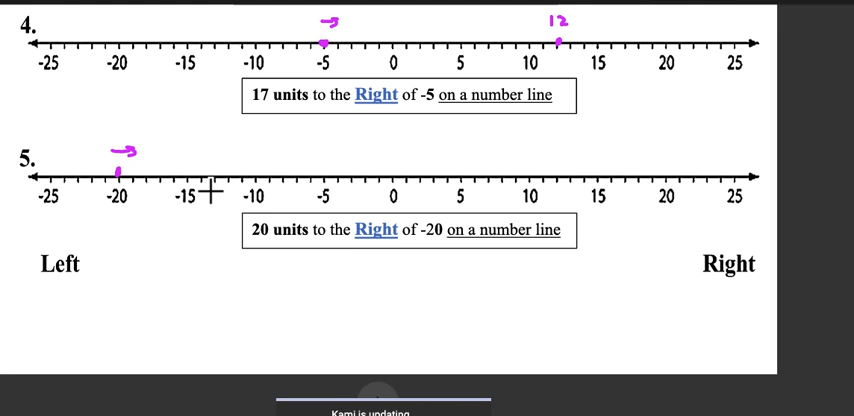 12
4.
-25 -20 -15 -10 -5 0 5 10 15 20 25
17 units to the Right of -5 on a number line
5.
-25 -20 -15 -10 -5 0 5 10 15 20 25
20 units to the Right of -20 on a number line
Left Right
Kami is updating